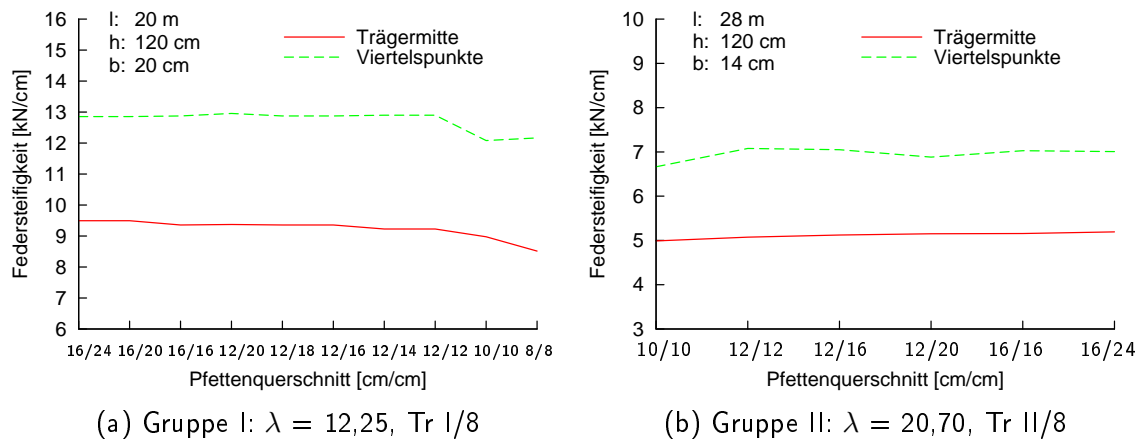 16
15
14
13
12
11
10
9
8
7
6
Federsteifigkeit [kN/cm]
l: 20 m
h: 120 cm
b: 20 cm
Trägermitte
Viertelspunkte
16/24 16/20 16/16 12/20 12/18 12/16 12/14 12/12 10/10 8/8
Pfettenquerschnitt [cm/cm]
(a) Gruppe I: λ = 12,25, Tr I/8
10
9
8
7
6
5
4
3
Federsteifigkeit [kN/cm]
l: 28 m
h: 120 cm
b: 14 cm
Trägermitte
Viertelspunkte
10/10 12/12 12/16 12/20 16/16 16/24
Pfettenquerschnitt [cm/cm]
(b) Gruppe II: λ = 20,70, Tr II/8